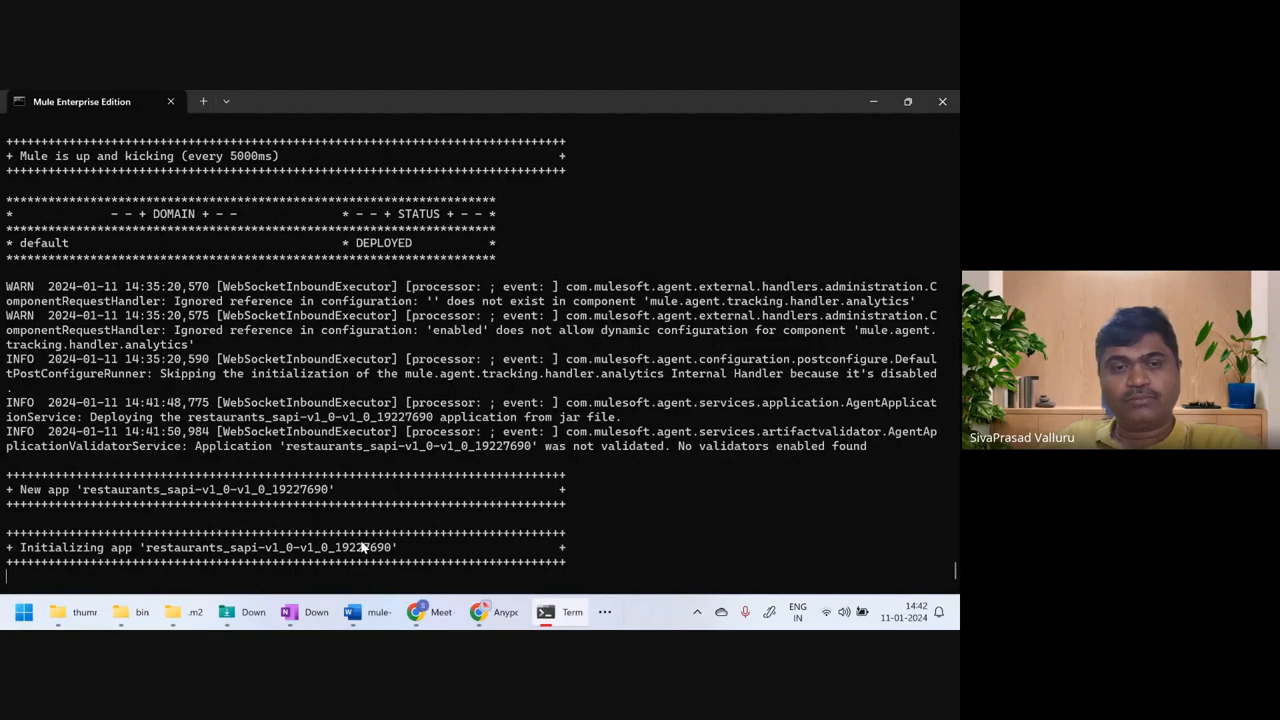 Mule Enterprise Edition
+++++++++++++++++++++++++++++++++++++++++++++++++++++++++++++++++++++++++++++++
+ Mule is up and kicking (every 5000ms) +
+++++++++++++++++++++++++++++++++++++++++++++++++++++++++++++++++++++++++++++++
*********************************************************************
* - - + DOMAIN + - - * - - + STATUS + - - *
*********************************************************************
* default * DEPLOYED *
*********************************************************************
WARN 2024-01-11 14:35:20,570 [WebSocketInboundExecutor] [processor: ; event: ] com.mulesoft.agent.external.handlers.administration.C
omponentRequestHandler: Ignored reference in configuration: '' does not exist in component 'mule.agent.tracking.handler.analytics'
WARN 2024-01-11 14:35:20,575 [WebSocketInboundExecutor] [processor: ; event: ] com.mulesoft.agent.external.handlers.administration.C
omponentRequestHandler: Ignored reference in configuration: 'enabled' does not allow dynamic configuration for component 'mule.agent.
tracking.handler.analytics'
INFO 2024-01-11 14:35:20,590 [WebSocketInboundExecutor] [processor: ; event: ] com.mulesoft.agent.configuration.postconfigure.Defaul
tPostConfigureRunner: Skipping the initialization of the mule.agent.tracking.handler.analytics Internal Handler because it's disabled
.
INFO 2024-01-11 14:41:48,775 [WebSocketInboundExecutor] [processor: ; event: ] com.mulesoft.agent.services.application.AgentApplicat
ionService: Deploying the restaurants_sapi-v1_0-v1_0_19227690 application from jar file.
INFO 2024-01-11 14:41:50,984 [WebSocketInboundExecutor] [processor: ; event: ] com.mulesoft.agent.services.artifactvalidator.AgentAp
plicationValidatorService: Application 'restaurants_sapi-v1_0-v1_0_19227690' was not validated. No validators enabled found
+++++++++++++++++++++++++++++++++++++++++++++++++++++++++++++++++++++++++++++++
+ New app 'restaurants_sapi-v1_0-v1_0_19227690' +
+++++++++++++++++++++++++++++++++++++++++++++++++++++++++++++++++++++++++++++++
+++++++++++++++++++++++++++++++++++++++++++++++++++++++++++++++++++++++++++++++
+ Initializing app 'restaurants_sapi-v1_0-v1_0_19227690' +
+++++++++++++++++++++++++++++++++++++++++++++++++++++++++++++++++++++++++++++++
SivaPrasad Valluru
thumr bin .m2 Down Down mule- Meet Anypo Term ENG 14:42
IN 11-01-2024